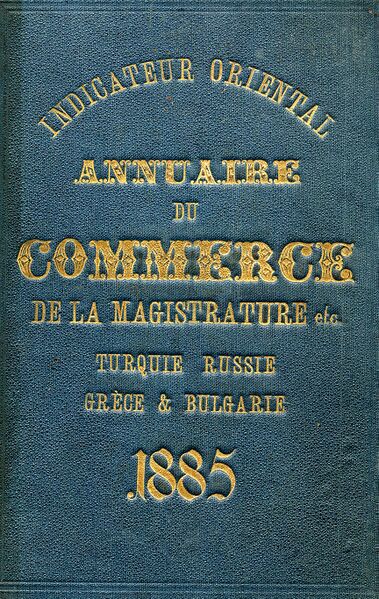 INDICATEUR ORIENTAL
ANNUAIRE
DU
COMMERCE
DE LA MAGISTRATURE etc.
TURQUIE RUSSIE
GRÈCE & BULGARIE
1885